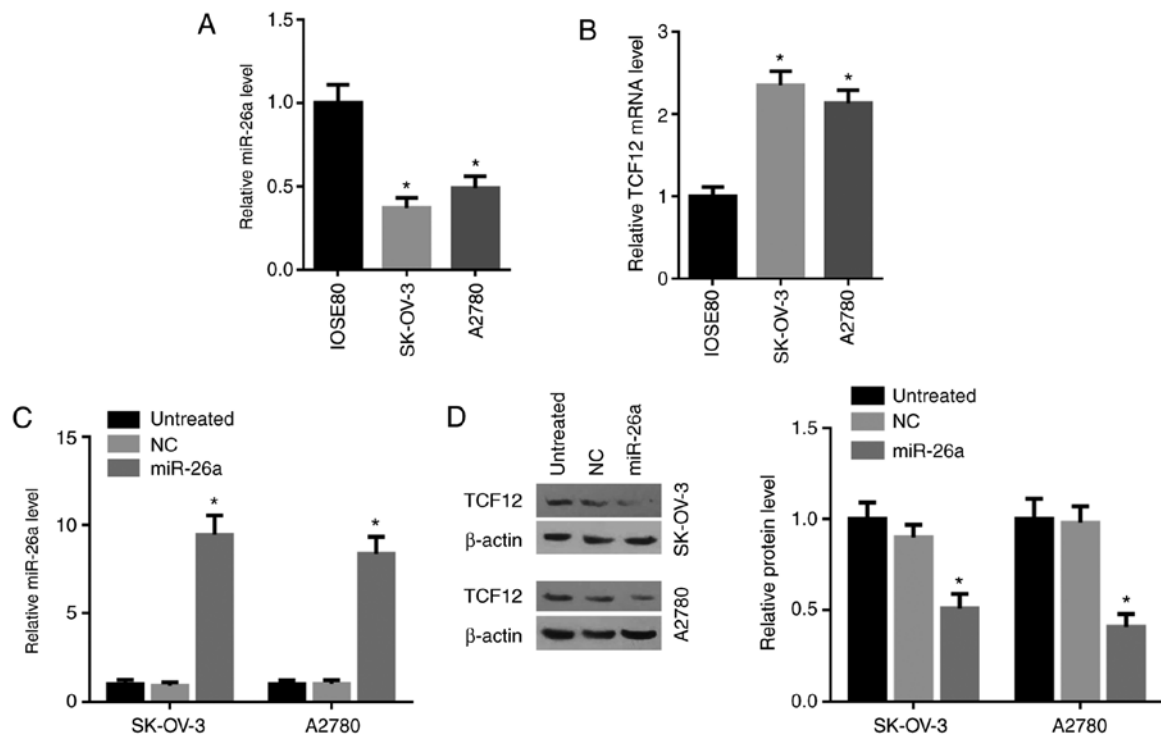 A
Relative miR-26a level
1.5
1.0
0.5
0.0
*
*
IOSE80
SK-OV-3
A2780
B
Relative TCF12 mRNA level
3
2
1
0
*
*
IOSE80
SK-OV-3
A2780
C
Untreated
NC
miR-26a
Relative miR-26a level
15
10
5
0
*
*
SK-OV-3
A2780
D
Untreated
NC
miR-26a
TCF12
β-actin
SK-OV-3
TCF12
β-actin
A2780
Untreated
NC
miR-26a
Relative protein level
1.5
1.0
0.5
0.0
*
*
SK-OV-3
A2780